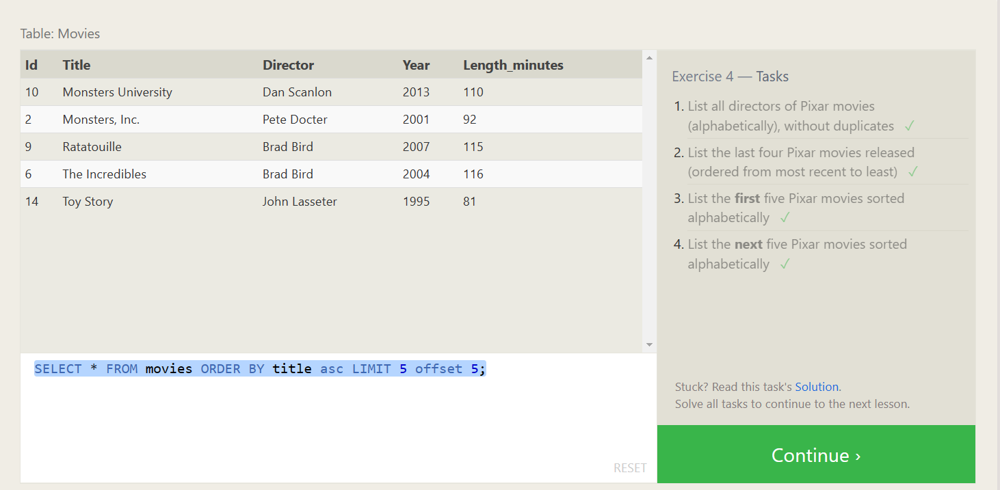 Table: Movies
Id Title Director Year Length_minutes
10 Monsters University Dan Scanlon 2013 110
2 Monsters, Inc. Pete Docter 2001 92
9 Ratatouille Brad Bird 2007 115
6 The Incredibles Brad Bird 2004 116
14 Toy Story John Lasseter 1995 81
SELECT * FROM movies ORDER BY title asc LIMIT 5 offset 5;
RESET
Exercise 4 — Tasks
1. List all directors of Pixar movies
(alphabetically), without duplicates ✓
2. List the last four Pixar movies released
(ordered from most recent to least) ✓
3. List the first five Pixar movies sorted
alphabetically ✓
4. List the next five Pixar movies sorted
alphabetically ✓
Stuck? Read this task's Solution.
Solve all tasks to continue to the next lesson.
Continue ›